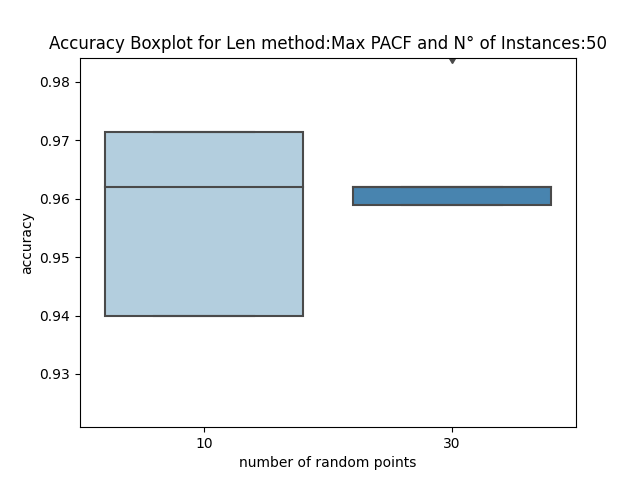 Accuracy Boxplot for Len method:Max PACF and N° of Instances:50
0.98
0.97
0.96
0.95
0.94
0.93
accuracy
10 30
number of random points